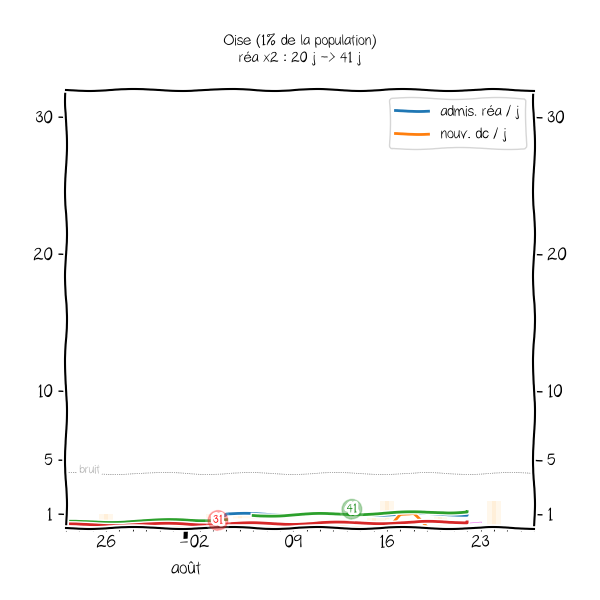 Oise (1% de la population)
réa x2 : 20 j -> 41 j
admis. réa / j
nouv. dc / j
30
30
20
20
10
10
5
5
bruit
1
1
31
41
26
02
09
16
23
août